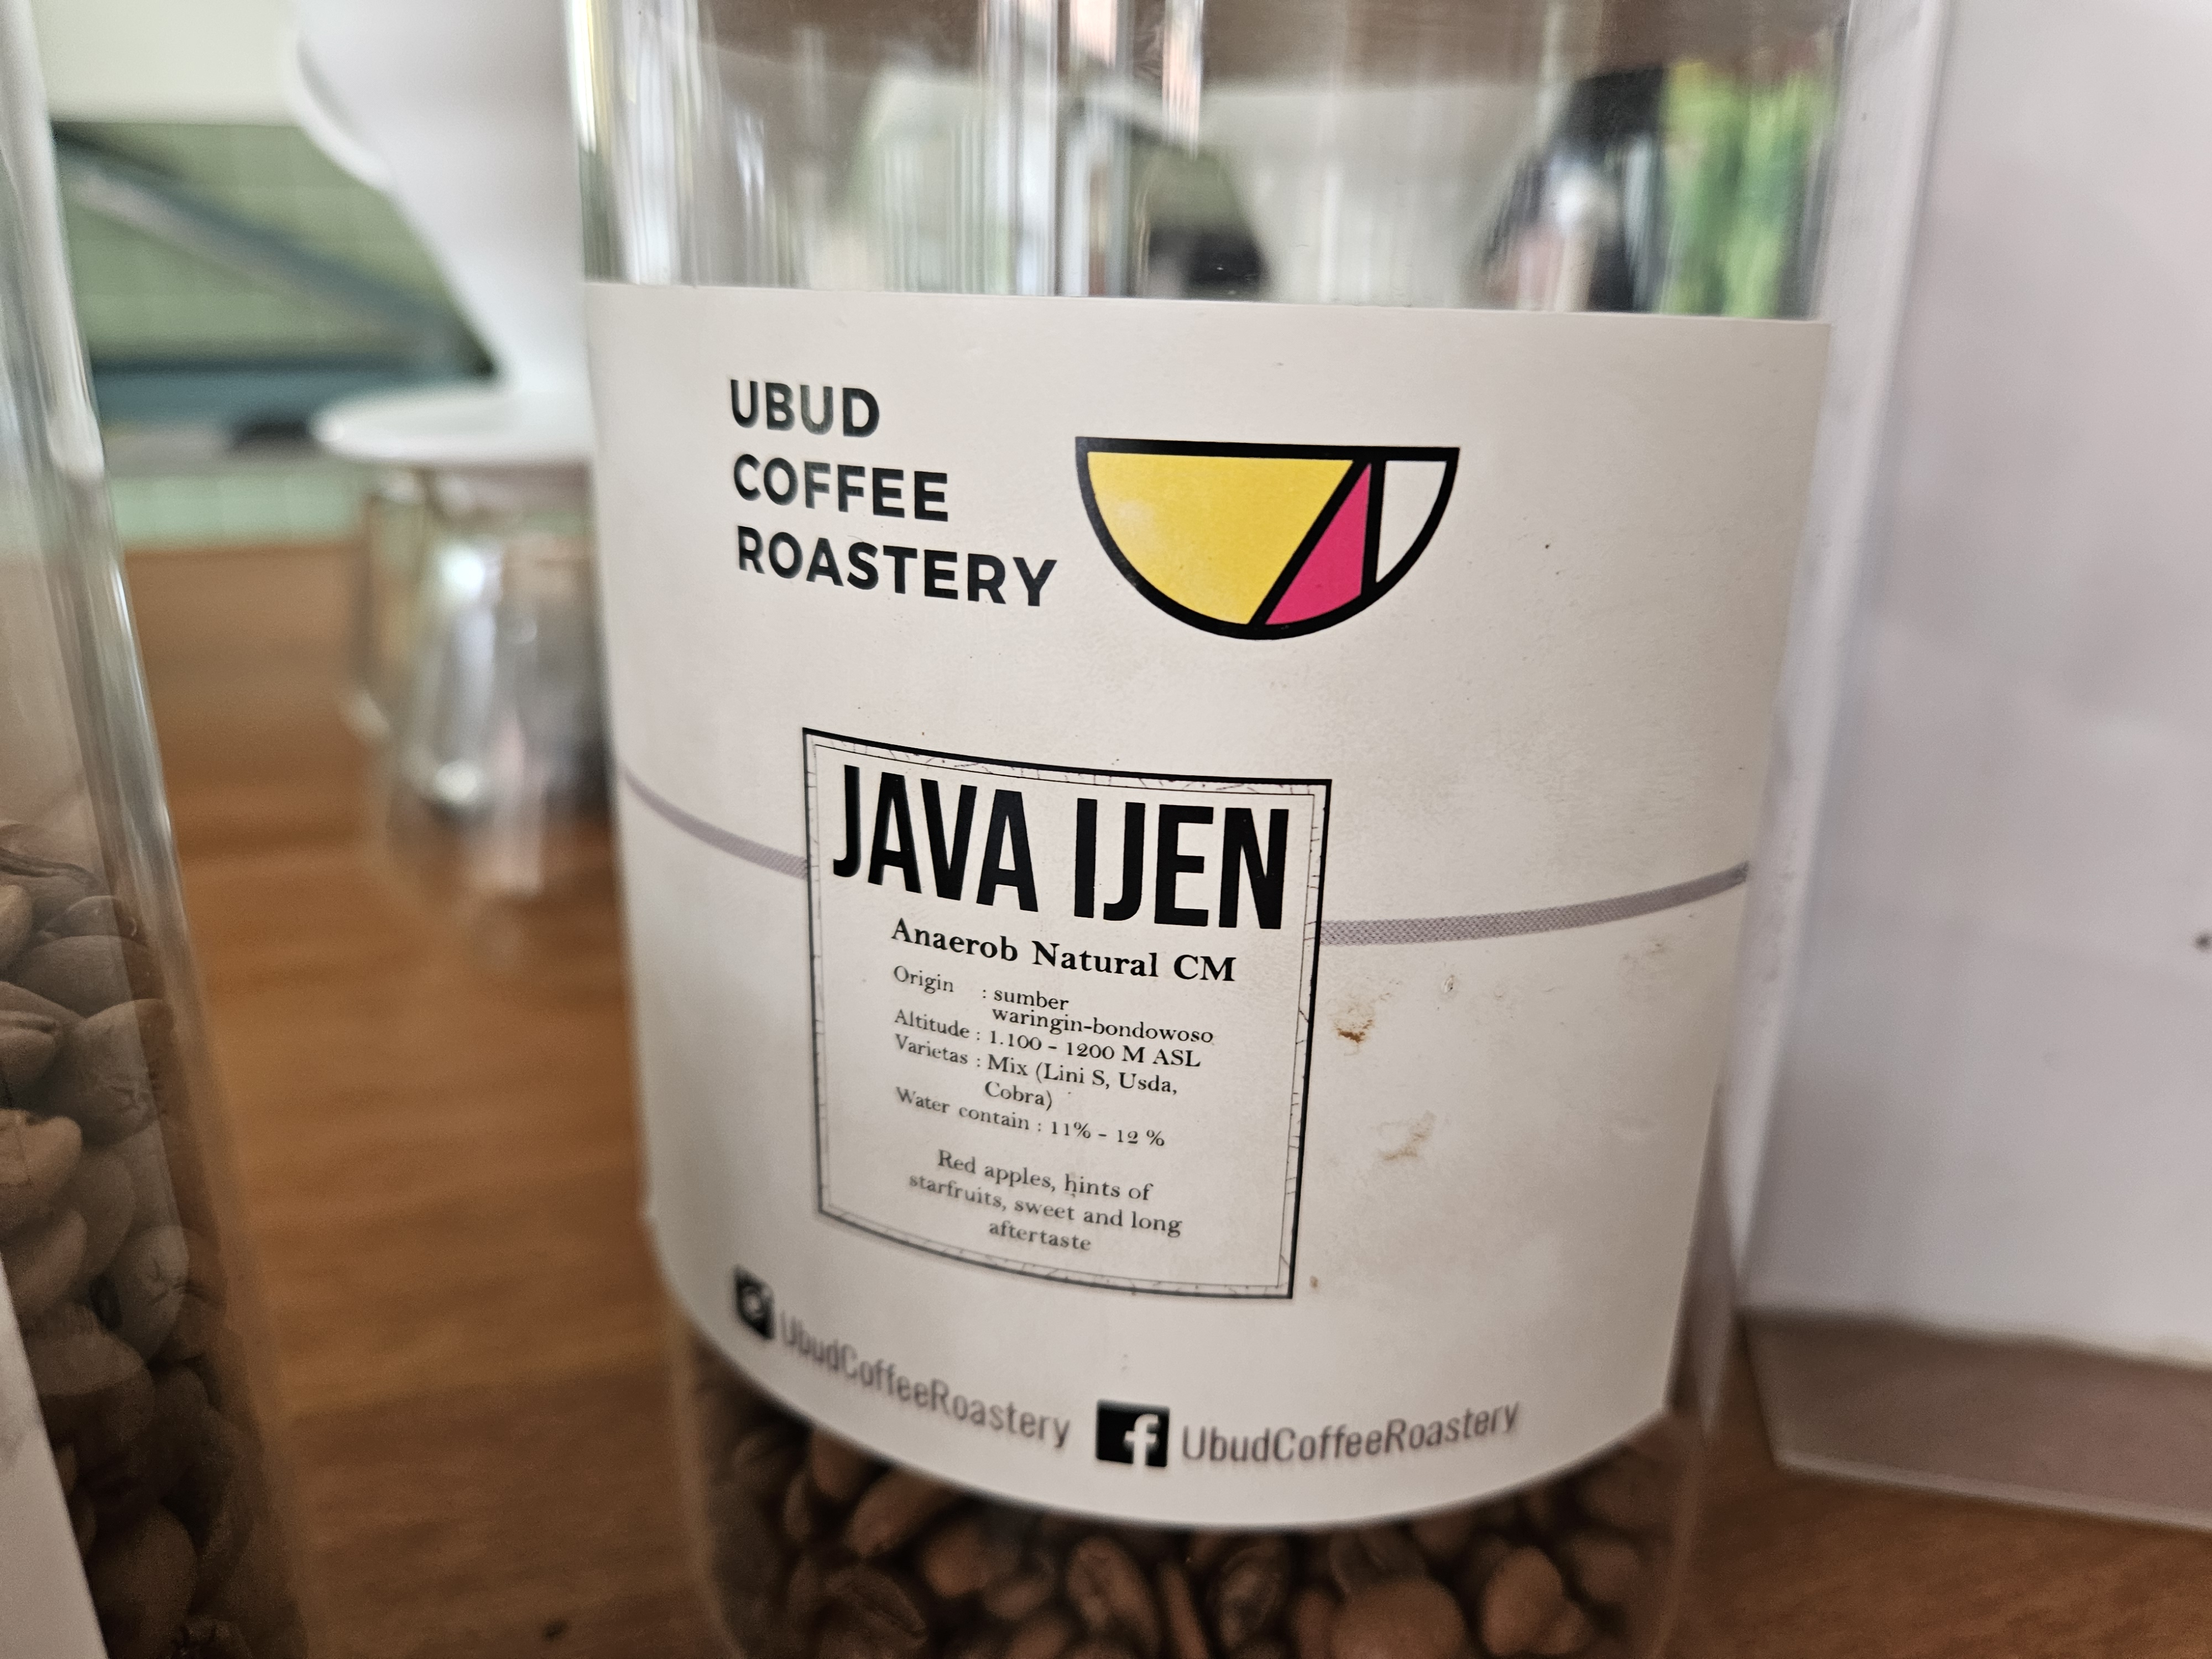 UBUD
COFFEE
ROASTERY
JAVA IJEN
Anaerob Natural CM
Origin : sumber
waringin-bondowoso
Altitude : 1.100 - 1200 M ASL
Varietas : Mix (Lini S, Usda,
Cobra)
Water contain : 11% - 12 %
Red apples, hints of
starfruits, sweet and long
aftertaste
UbudCoffeeRoastery
f UbudCoffeeRoastery